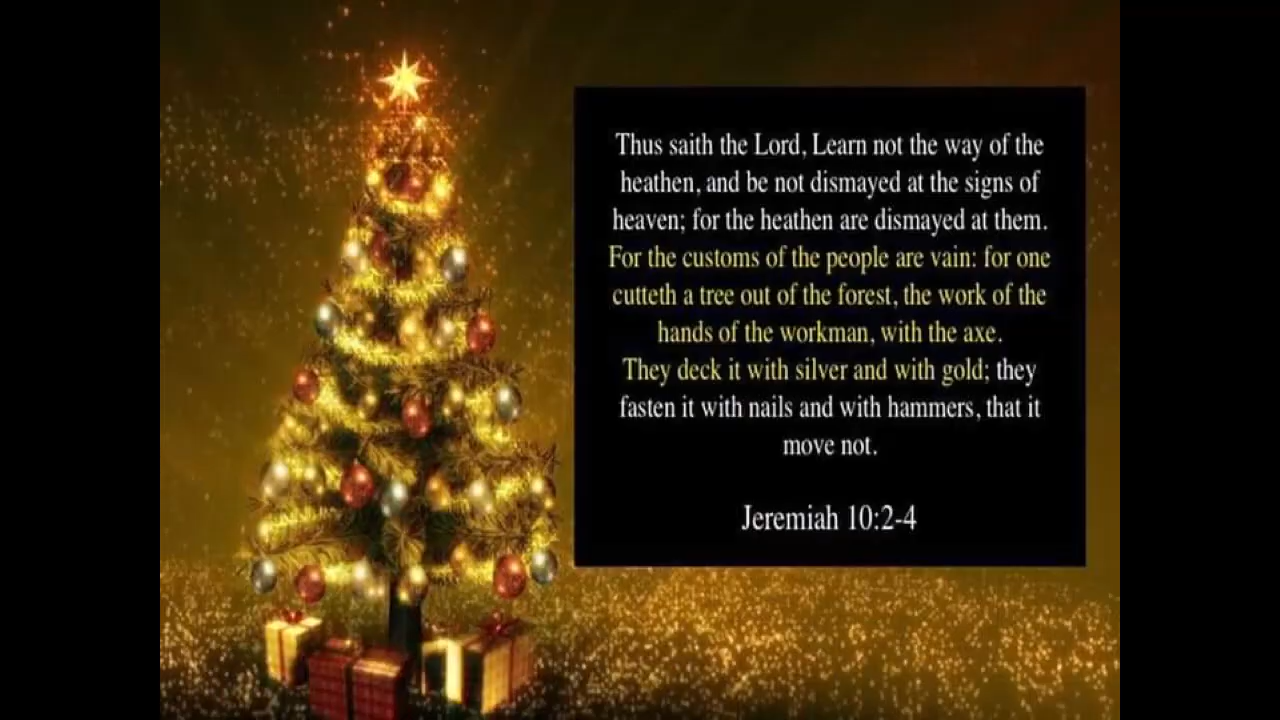 Thus saith the Lord, Learn not the way of the
heathen, and be not dismayed at the signs of
heaven; for the heathen are dismayed at them.
For the customs of the people are vain: for one
cutteth a tree out of the forest, the work of the
hands of the workman, with the axe.
They deck it with silver and with gold; they
fasten it with nails and with hammers, that it
move not.
Jeremiah 10:2-4